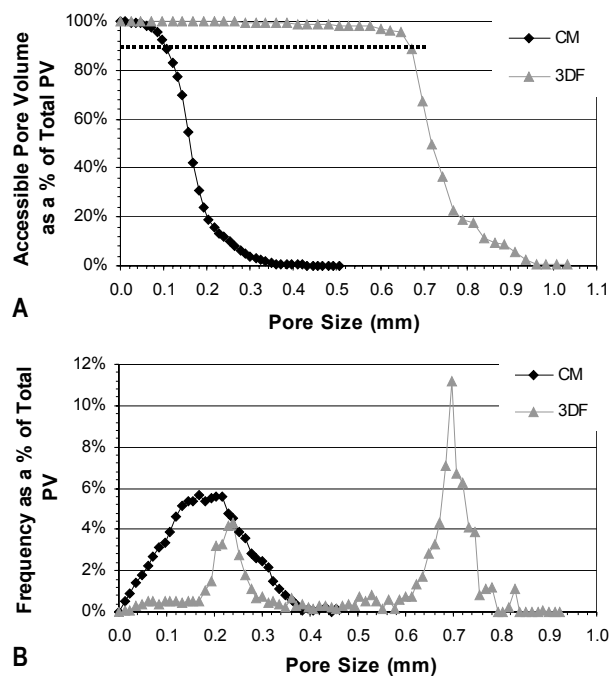 Accessible Pore Volume
as a % of Total PV
100%
80%
60%
40%
20%
0%
CM
3DF
0.0 0.1 0.2 0.3 0.4 0.5 0.6 0.7 0.8 0.9 1.0 1.1
Pore Size (mm)
A
Frequency as a % of Total
PV
12%
10%
8%
6%
4%
2%
0%
CM
3DF
0.0 0.1 0.2 0.3 0.4 0.5 0.6 0.7 0.8 0.9 1.0
Pore Size (mm)
B